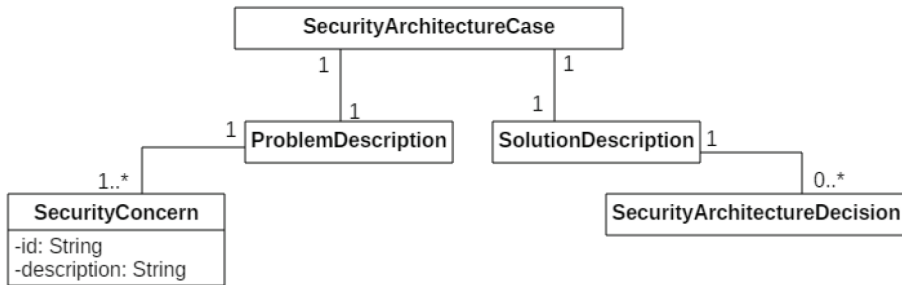 SecurityArchitectureCase
1
1
1
1
1
ProblemDescription
SolutionDescription
1
1..*
0..*
SecurityConcern
SecurityArchitectureDecision
-id: String
-description: String